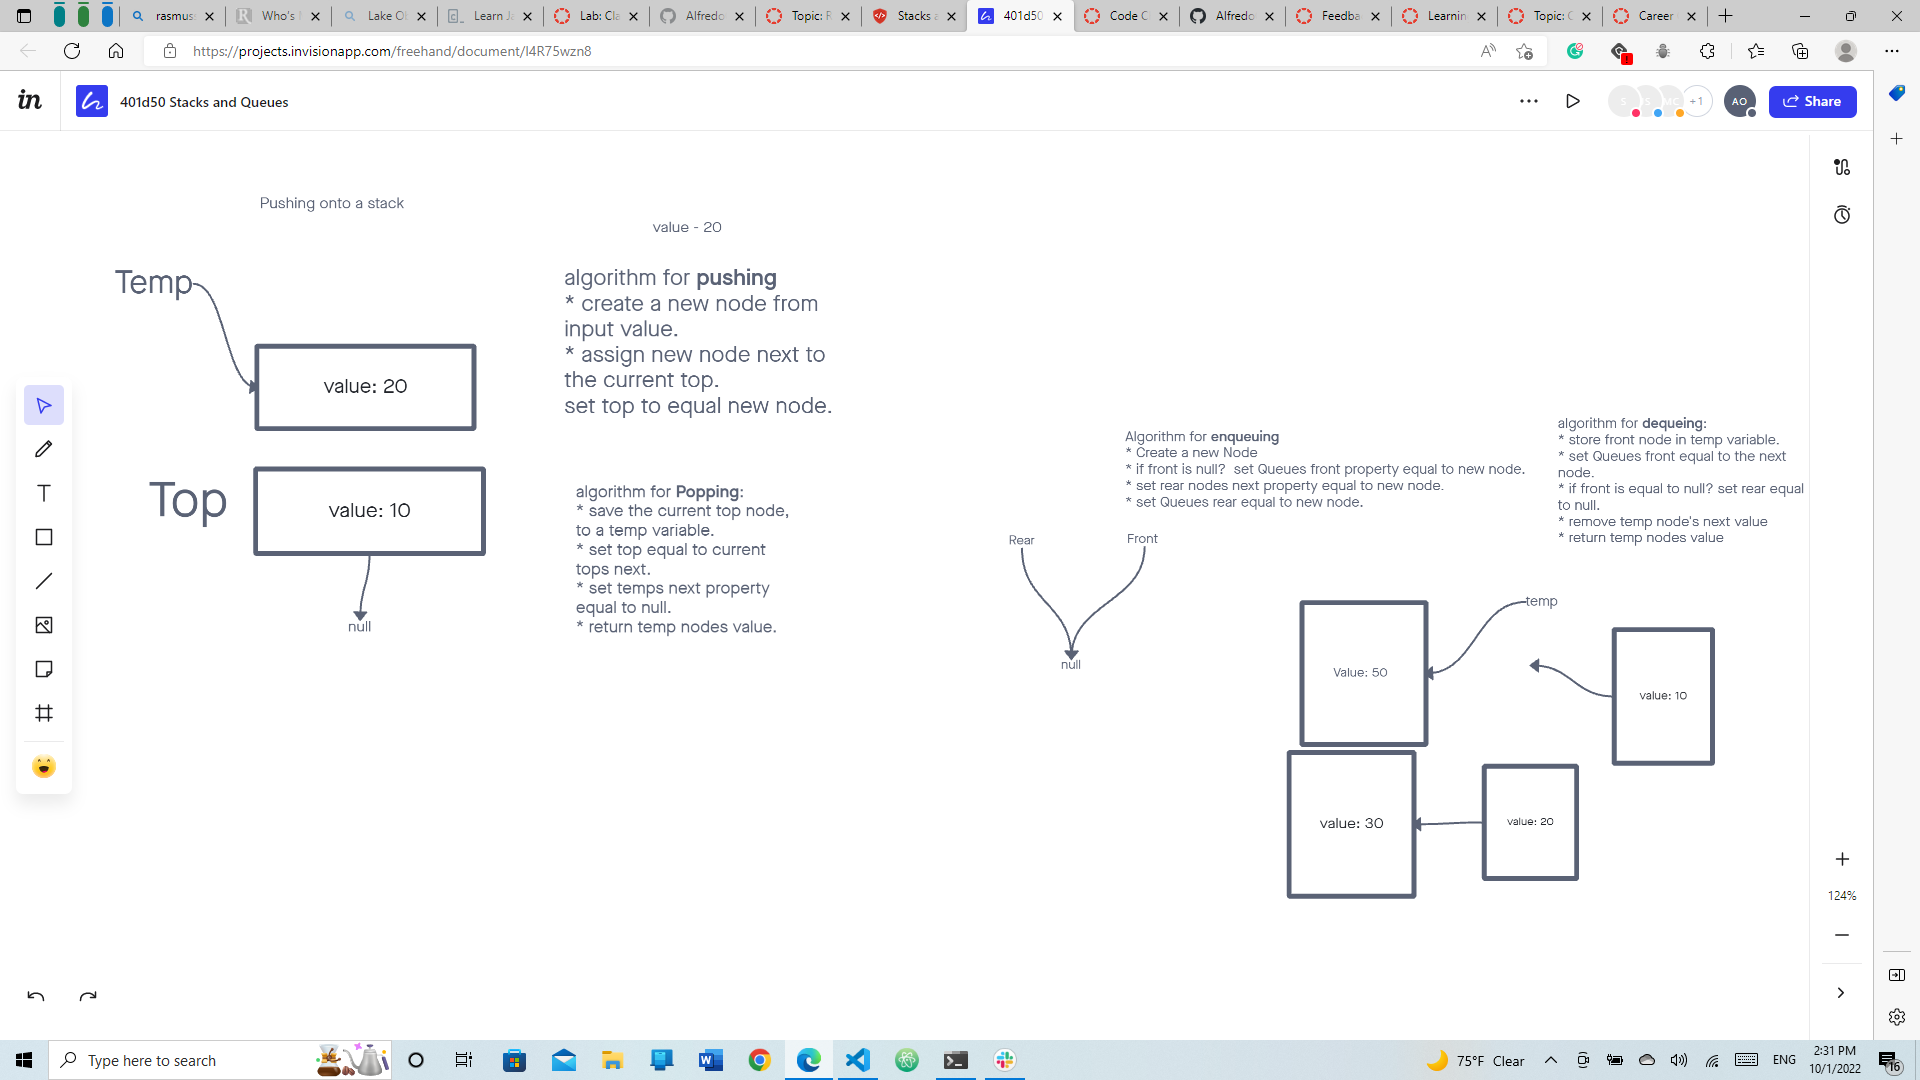 rasmus
Who's
Lake Os
Learn Ja
Lab: Cla
Alfredo
Topic: R
Stacks a
401d50
Code C
Alfredo
Feedba
Learnin
Topic:
Career
https://projects.invisionapp.com/freehand/document/I4R75wzn8
in
401d50 Stacks and Queues
+1
AO
Share
Pushing onto a stack
value - 20
Temp
algorithm for pushing
* create a new node from
input value.
* assign new node next to
the current top.
set top to equal new node.
value: 20
Top
value: 10
null
algorithm for Popping:
* save the current top node,
to a temp variable.
* set top equal to current
tops next.
* set temps next property
equal to null.
* return temp nodes value.
Algorithm for enqueuing
* Create a new Node
* if front is null?  set Queues front property equal to new node.
* set rear nodes next property equal to new node.
* set Queues rear equal to new node.
Rear
Front
null
algorithm for dequeing:
* store front node in temp variable.
* set Queues front equal to the next
node.
* if front is equal to null? set rear equal
to null.
* remove temp node's next value
* return temp nodes value
temp
Value: 50
value: 10
value: 30
value: 20
124%
Type here to search
75°F Clear
ENG
2:31 PM
10/1/2022
16